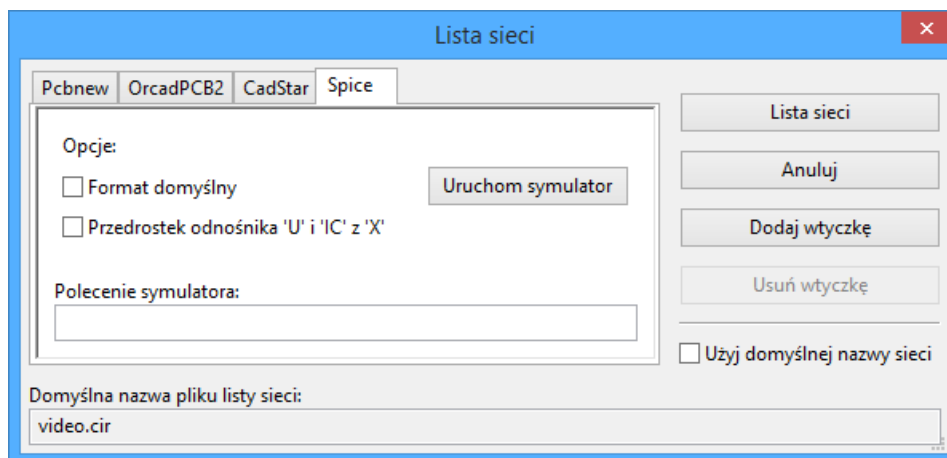 Lista sieci
Pcbnew OrcadPCB2 CadStar Spice
Opcje:
Format domyślny
Uruchom symulator
Przedrostek odnośnika 'U' i 'IC' z 'X'
Polecenie symulatora:
Lista sieci
Anuluj
Dodaj wtyczkę
Usuń wtyczkę
Użyj domyślnej nazwy sieci
Domyślna nazwa pliku listy sieci:
video.cir